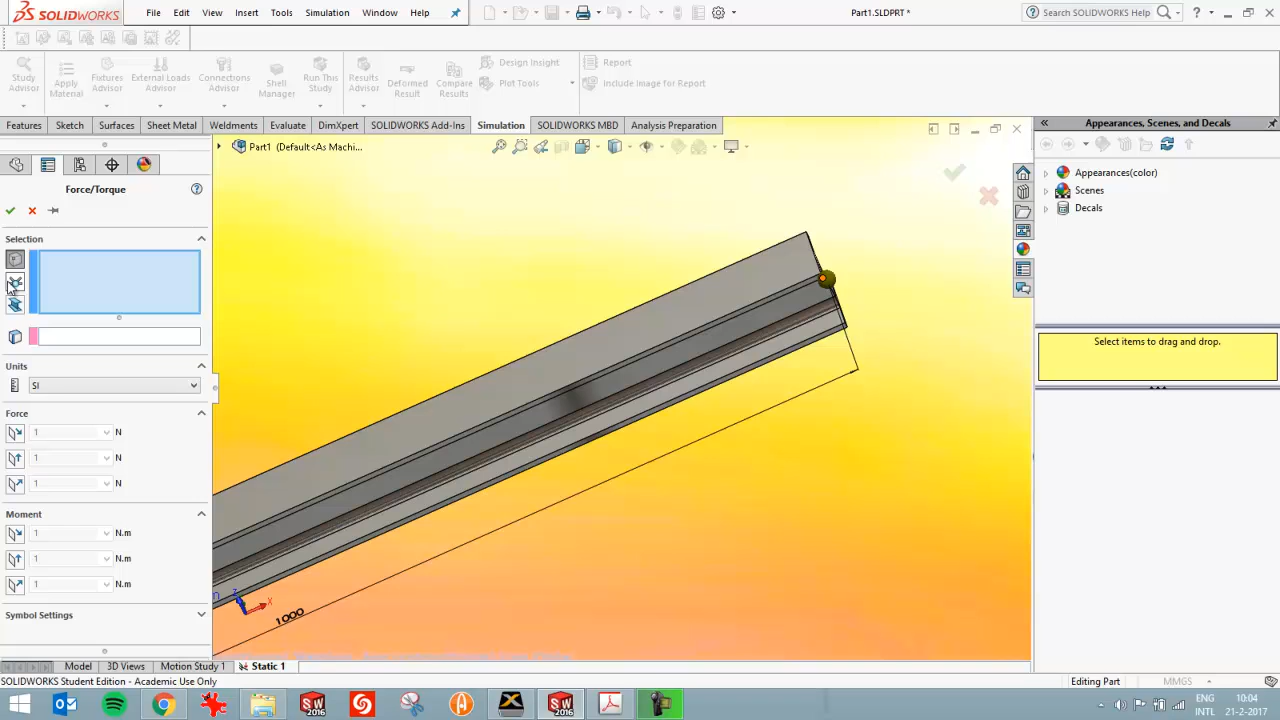 SOLIDWORKS File Edit View Insert Tools Simulation Window Help Part1.SLDPRT * Search SOLIDWORKS Help
Study Advisor
Apply Material
Fixtures Advisor
External Loads Advisor
Connections Advisor
Shell Manager
Run This Study
Results Advisor
Deformed Result
Compare Results
Design Insight
Plot Tools
Report
Include Image for Report
Features Sketch Surfaces Sheet Metal Weldments Evaluate DimXpert SOLIDWORKS Add-Ins Simulation SOLIDWORKS MBD Analysis Preparation
Part1 (Default<As Machi...
Appearances, Scenes, and Decals
Appearances(color)
Scenes
Decals
Select items to drag and drop.
Force/Torque
Selection
Units
SI
Force
1 N
1 N
1 N
Moment
1 N.m
1 N.m
1 N.m
Symbol Settings
z
x
1000
Model 3D Views Motion Study 1 Static 1
SOLIDWORKS Student Edition - Academic Use Only
Editing Part MMGS
SW 2016
SW 2016
ENG 10:04
INTL 21-2-2017